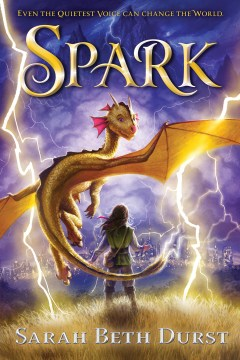 EVEN THE QUIETEST VOICE CAN CHANGE THE WORLD.
SPARK
SARAH BETH DURST